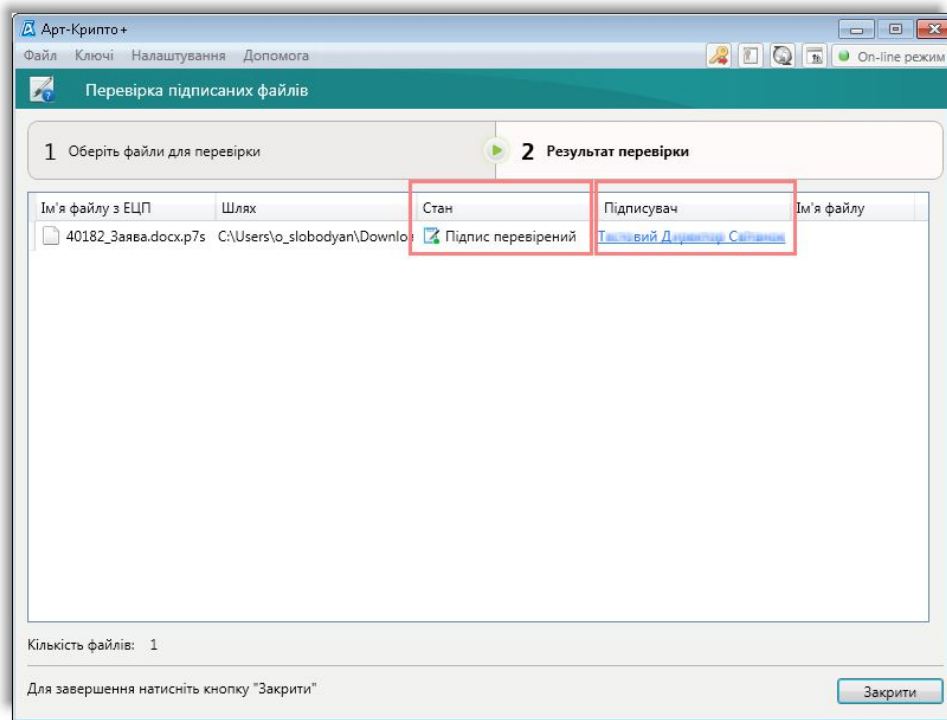 Арт-Крипто+
Файл Ключі Налаштування Допомога On-line режим
Перевірка підписаних файлів
1 Оберіть файли для перевірки 2 Результат перевірки
Ім'я файлу з ЕЦП Шлях Стан Підписувач Ім'я файлу
40182_Заява.docx.p7s C:\Users\o_slobodyan\Downlo Підпис перевірений
Кількість файлів: 1
Для завершення натисніть кнопку "Закрити" Закрити